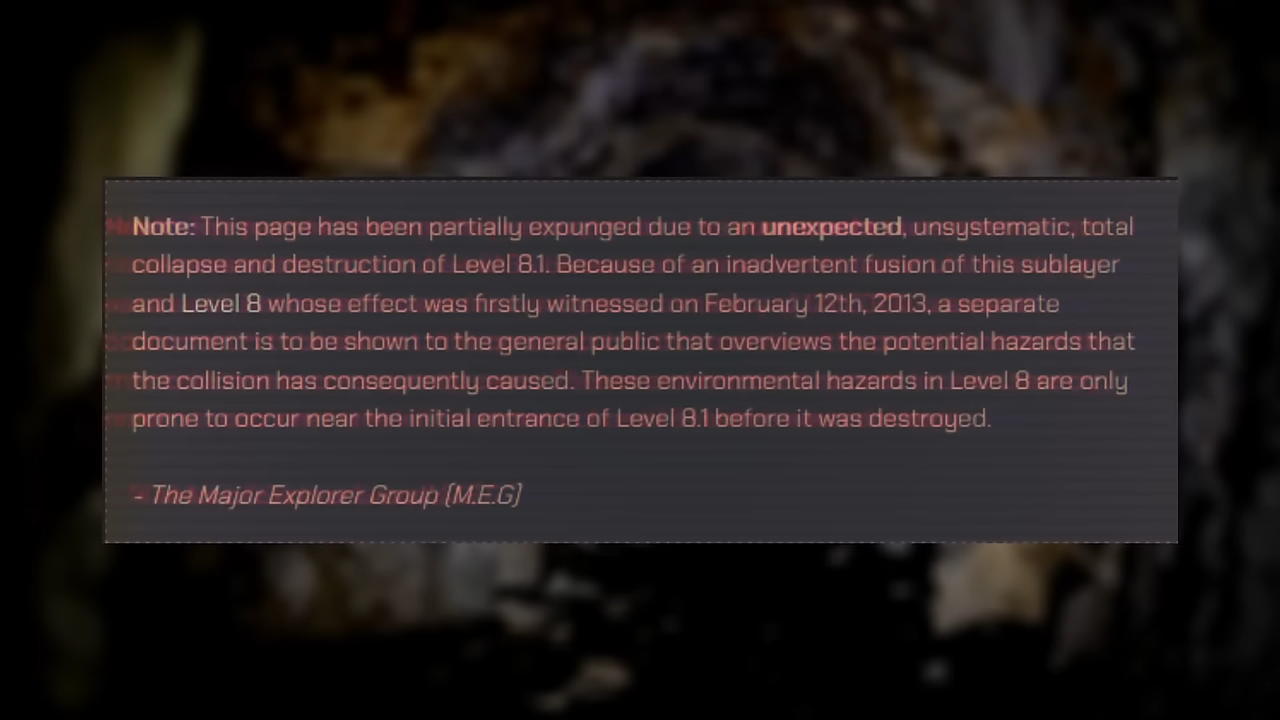 Note: This page has been partially expunged due to an unexpected, unsystematic, total
collapse and destruction of Level 8.1. Because of an inadvertent fusion of this sublayer
and Level 8 whose effect was firstly witnessed on February 12th, 2013, a separate
document is to be shown to the general public that overviews the potential hazards that
the collision has consequently caused. These environmental hazards in Level 8 are only
prone to occur near the initial entrance of Level 8.1 before it was destroyed.
- The Major Explorer Group (M.E.G)